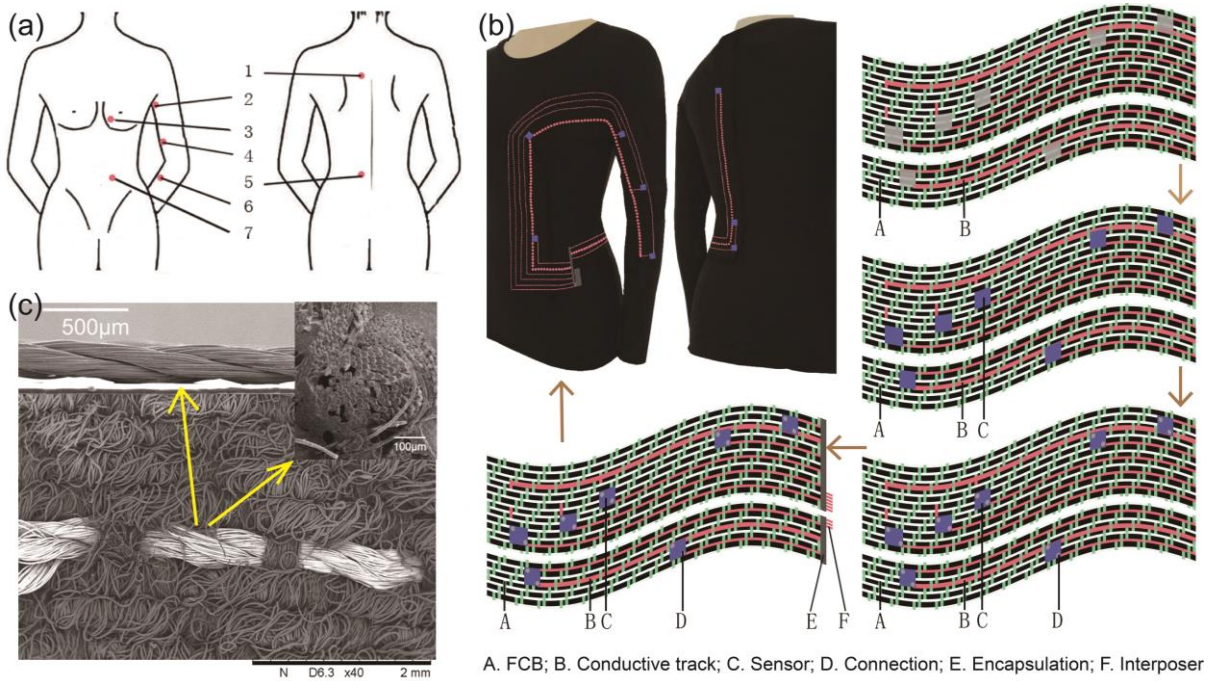 (a)
1
2
3
4
5
6
7
(b)
A B
A B C
A B C D E F
A B C D
A. FCB; B. Conductive track; C. Sensor; D. Connection; E. Encapsulation; F. Interposer
(c)
500μm
100μm
N D6.3 x40 2 mm